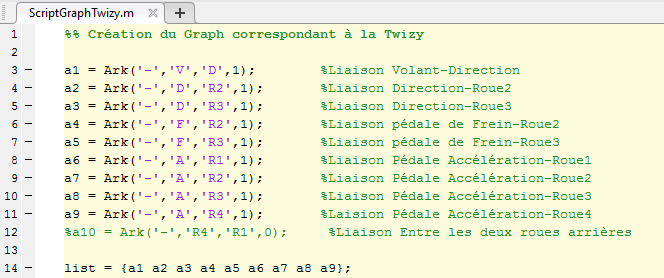 ScriptGraphTwizy.m × +
1 %% Création du Graph correspondant à la Twizy
2
3 - a1 = Ark('-','V','D',1); %Liaison Volant-Direction
4 - a2 = Ark('-','D','R2',1); %Liaison Direction-Roue2
5 - a3 = Ark('-','D','R3',1); %Liaison Direction-Roue3
6 - a4 = Ark('-','F','R2',1); %Liaison pédale de Frein-Roue2
7 - a5 = Ark('-','F','R3',1); %Liaison pédale de Frein-Roue3
8 - a6 = Ark('-','A','R1',1); %Liaison Pédale Accélération-Roue1
9 - a7 = Ark('-','A','R2',1); %Liaison Pédale Accélération-Roue2
10 - a8 = Ark('-','A','R3',1); %Liaison Pédale Accélération-Roue3
11 - a9 = Ark('-','A','R4',1); %Laision Pédale Accélération-Roue4
12 %a10 = Ark('-','R4','R1',0); %Liaison Entre les deux roues arrières
13
14 - list = {a1 a2 a3 a4 a5 a6 a7 a8 a9};